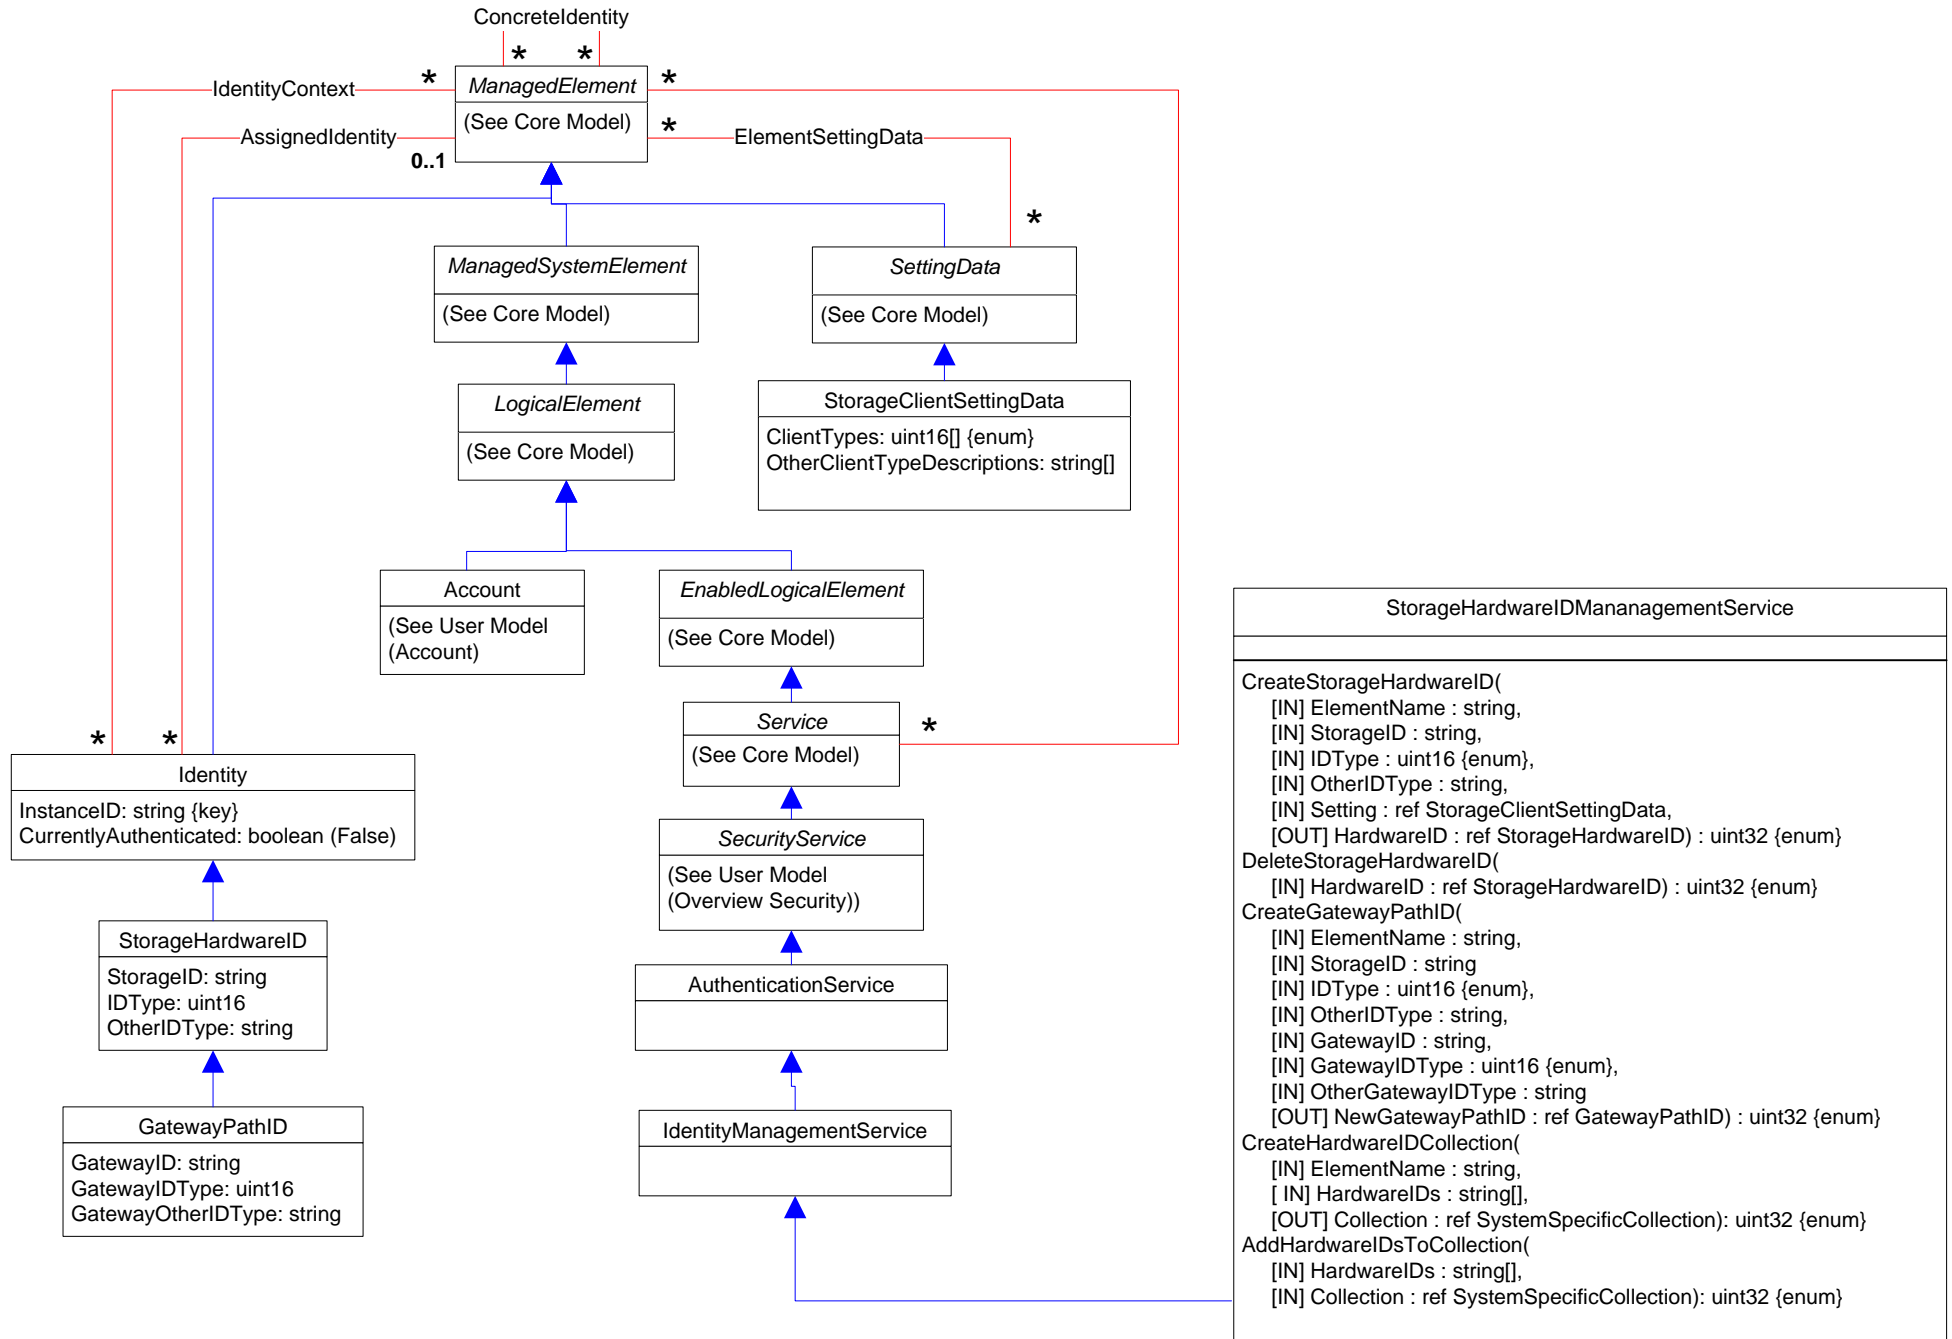 ConcreteIdentity
*
*
IdentityContext
*
ManagedElement
*
(See Core Model)
AssignedIdentity
0..1
*
ElementSettingData
*
ManagedSystemElement
(See Core Model)
SettingData
(See Core Model)
LogicalElement
(See Core Model)
StorageClientSettingData
ClientTypes: uint16[] {enum}
OtherClientTypeDescriptions: string[]
Account
(See User Model
(Account)
EnabledLogicalElement
(See Core Model)
Service
(See Core Model)
*
*
*
Identity
InstanceID: string {key}
CurrentlyAuthenticated: boolean (False)
SecurityService
(See User Model
(Overview Security))
StorageHardwareID
StorageID: string
IDType: uint16
OtherIDType: string
AuthenticationService
GatewayPathID
GatewayID: string
GatewayIDType: uint16
GatewayOtherIDType: string
IdentityManagementService
StorageHardwareIDMananagementService
CreateStorageHardwareID(
[IN] ElementName : string,
[IN] StorageID : string,
[IN] IDType : uint16 {enum},
[IN] OtherIDType : string,
[IN] Setting : ref StorageClientSettingData,
[OUT] HardwareID : ref StorageHardwareID) : uint32 {enum}
DeleteStorageHardwareID(
[IN] HardwareID : ref StorageHardwareID) : uint32 {enum}
CreateGatewayPathID(
[IN] ElementName : string,
[IN] StorageID : string
[IN] IDType : uint16 {enum},
[IN] OtherIDType : string,
[IN] GatewayID : string,
[IN] GatewayIDType : uint16 {enum},
[IN] OtherGatewayIDType : string
[OUT] NewGatewayPathID : ref GatewayPathID) : uint32 {enum}
CreateHardwareIDCollection(
[IN] ElementName : string,
[ IN] HardwareIDs : string[],
[OUT] Collection : ref SystemSpecificCollection): uint32 {enum}
AddHardwareIDsToCollection(
[IN] HardwareIDs : string[],
[IN] Collection : ref SystemSpecificCollection): uint32 {enum}